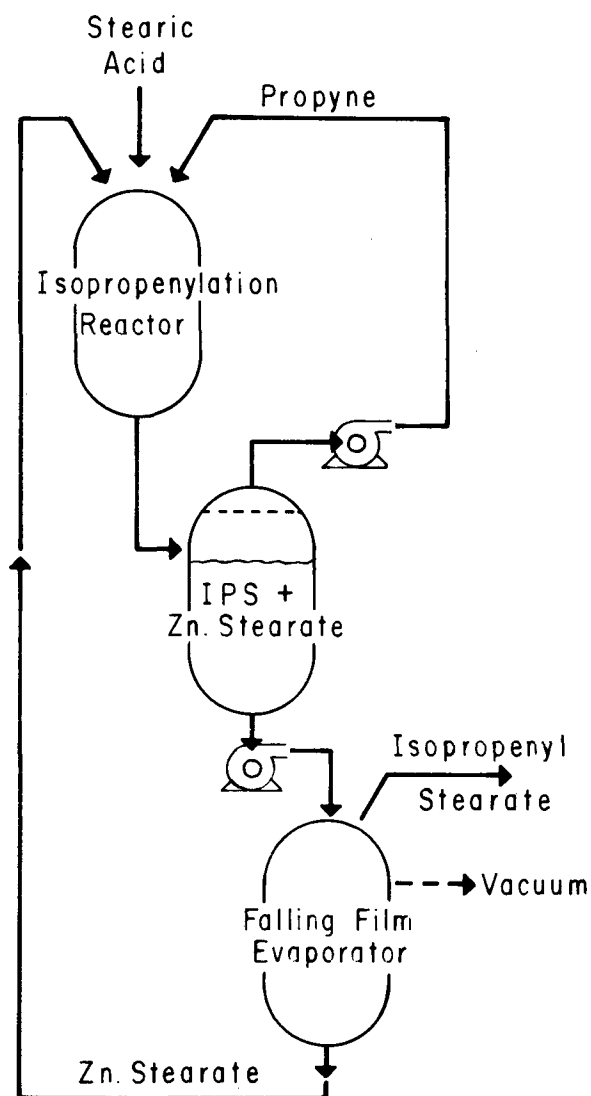 Stearic
Acid
Propyne
Isopropenylation
Reactor
IPS +
Zn. Stearate
Isopropenyl
Stearate
Vacuum
Falling Film
Evaporator
Zn. Stearate